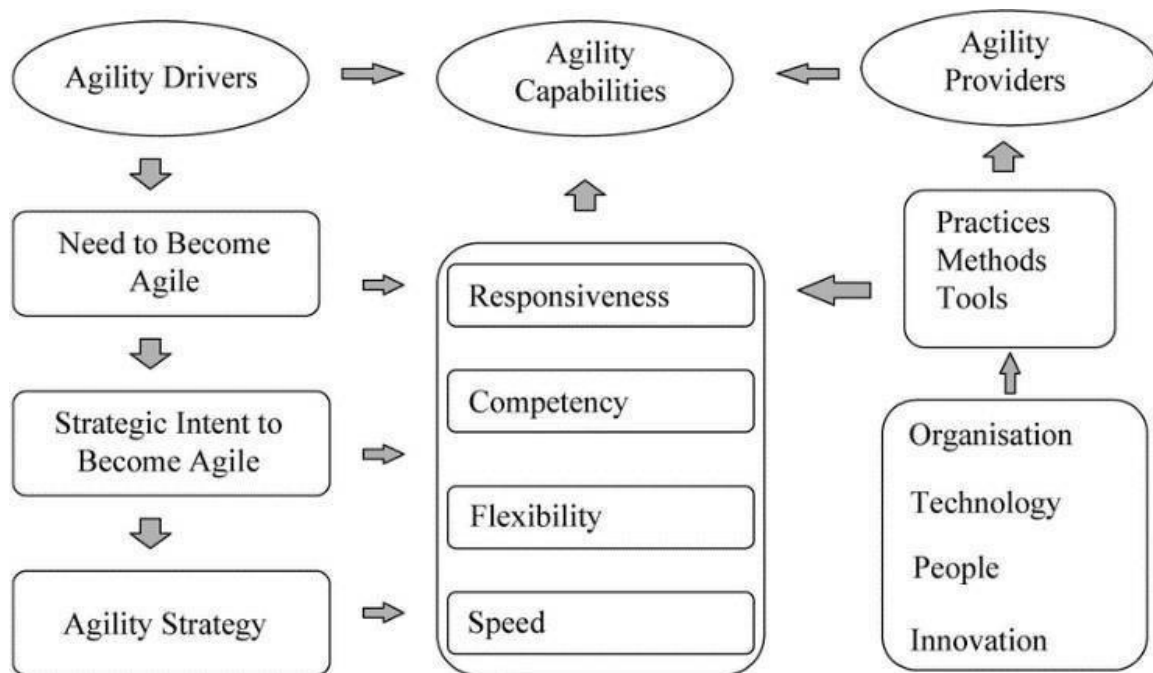 Agility Drivers
Agility
Capabilities
Agility
Providers
Need to Become
Agile
Strategic Intent to
Become Agile
Agility Strategy
Responsiveness
Competency
Flexibility
Speed
Practices
Methods
Tools
Organisation
Technology
People
Innovation